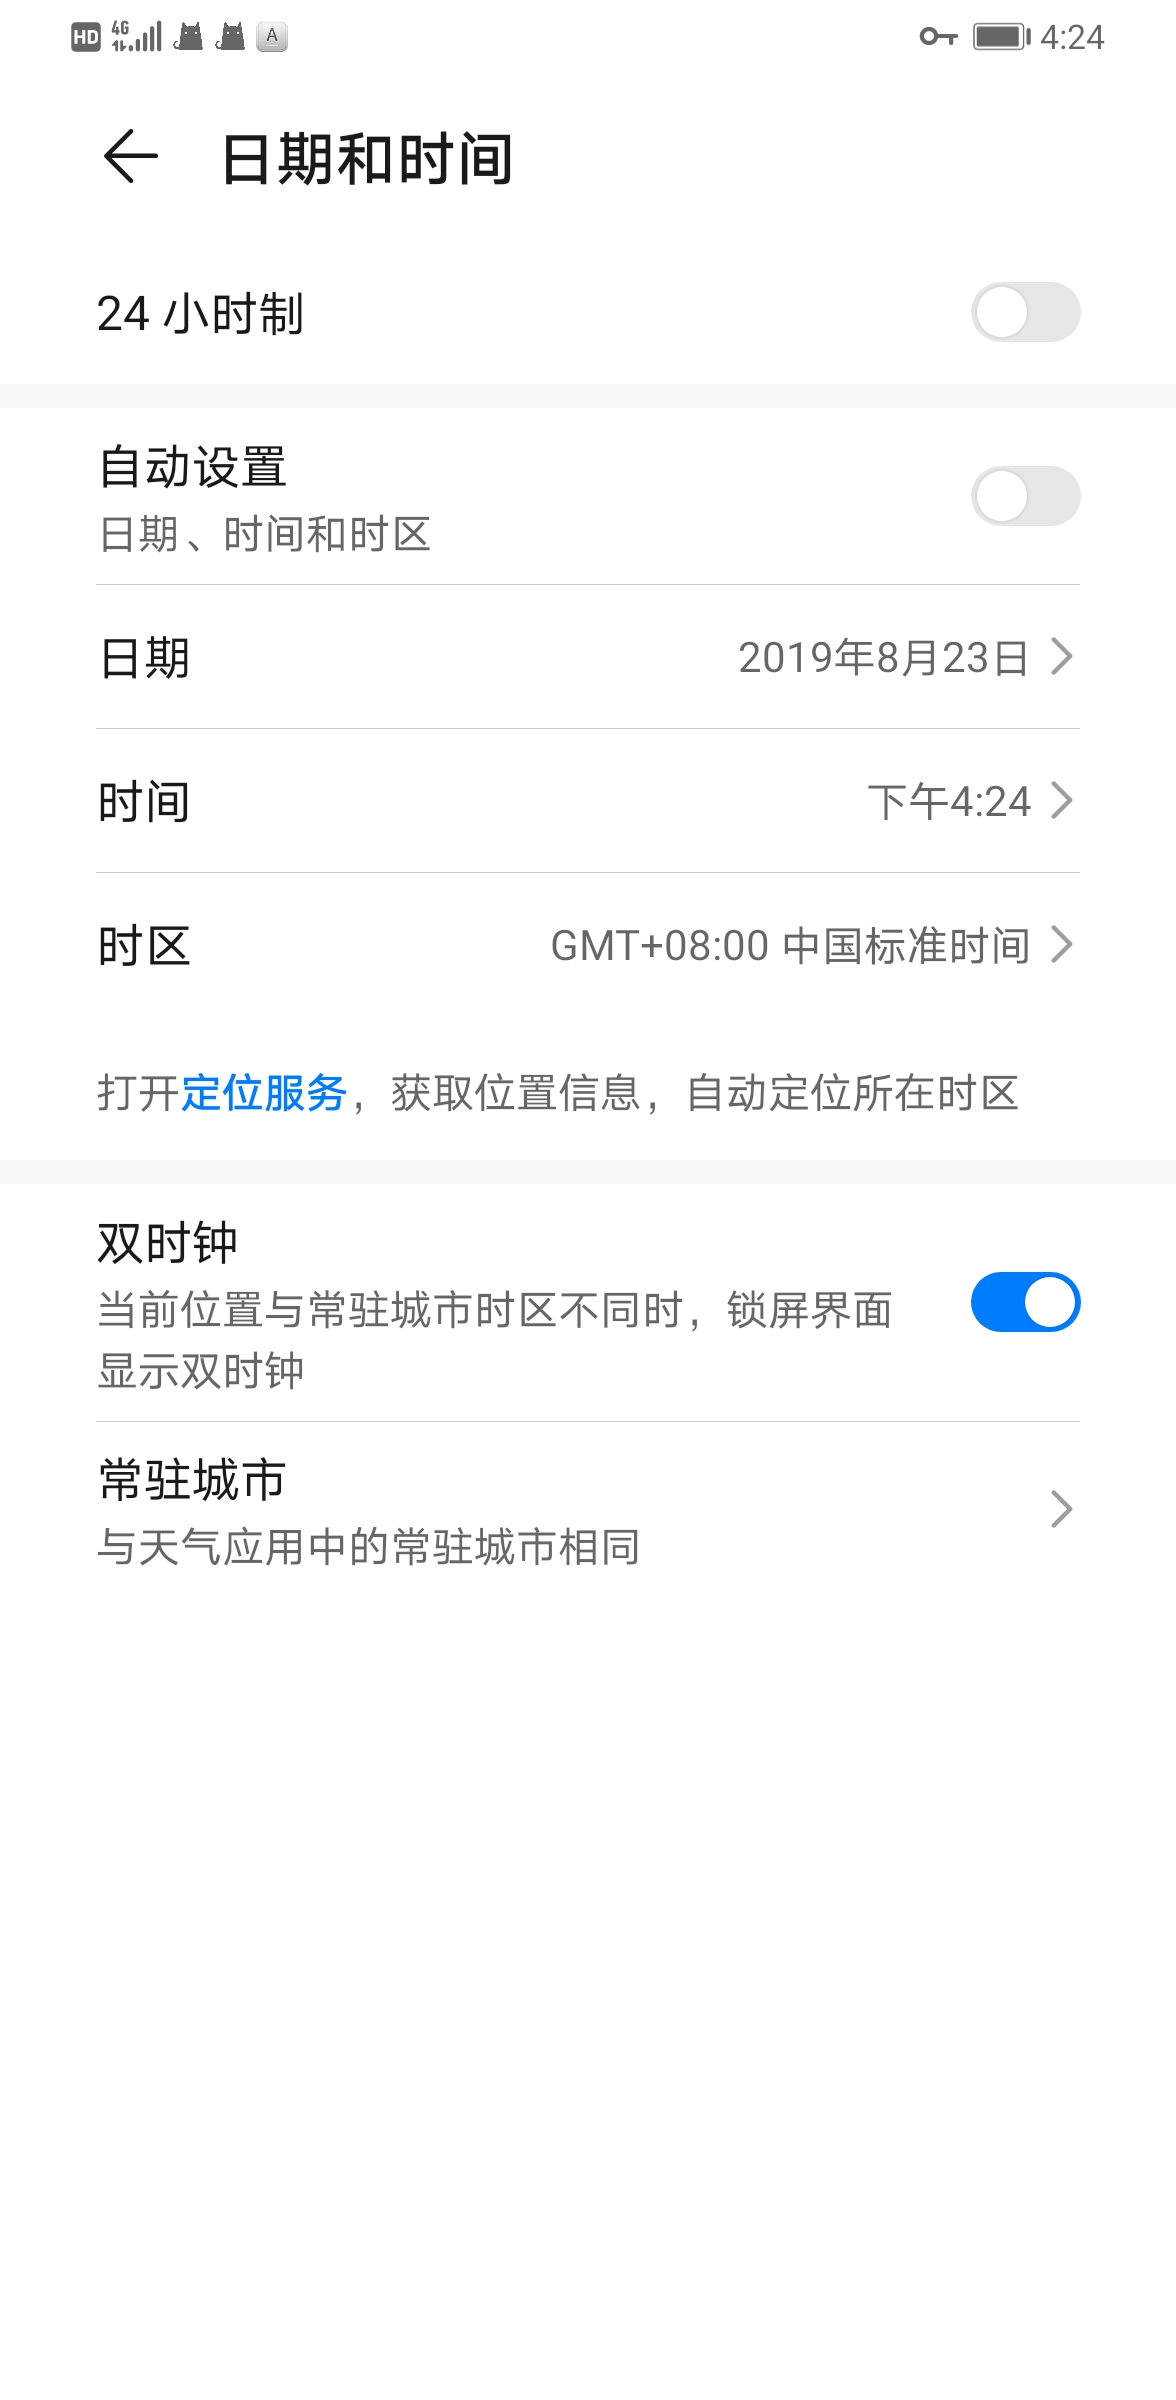 HD 4G A 4:24
日期和时间
24 小时制
自动设置
日期、时间和时区
日期 2019年8月23日
时间 下午4:24
时区 GMT+08:00 中国标准时间
打开定位服务，获取位置信息，自动定位所在时区
双时钟
当前位置与常驻城市时区不同时，锁屏界面
显示双时钟
常驻城市
与天气应用中的常驻城市相同